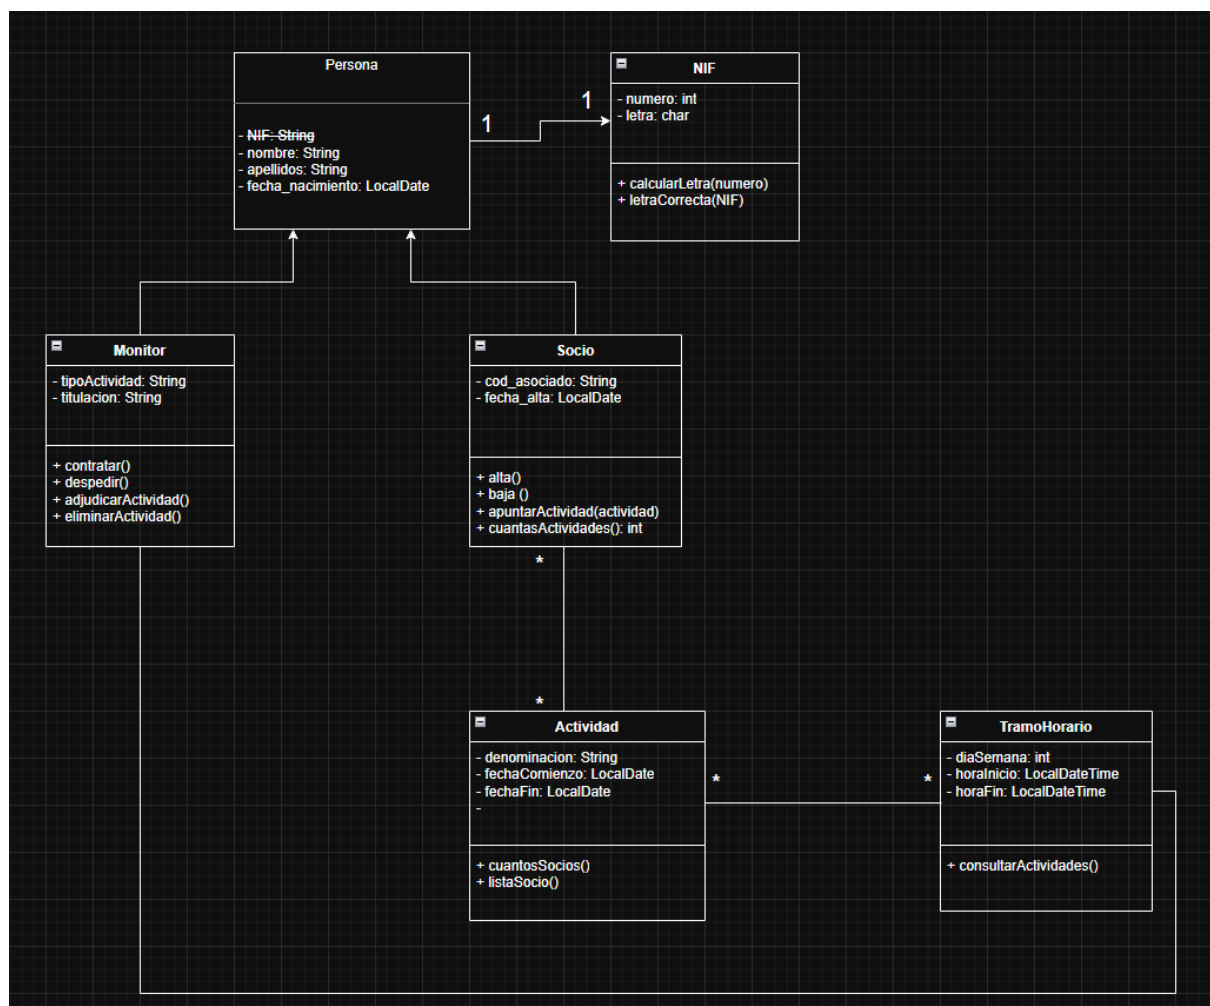 Persona
- NIF: String
- nombre: String
- apellidos: String
- fecha_nacimiento: LocalDate
1
1
NIF
- numero: int
- letra: char
+ calcularLetra(numero)
+ letraCorrecta(NIF)
Monitor
- tipoActividad: String
- titulacion: String
+ contratar()
+ despedir()
+ adjudicarActividad()
+ eliminarActividad()
Socio
- cod_asociado: String
- fecha_alta: LocalDate
+ alta()
+ baja ()
+ apuntarActividad(actividad)
+ cuantasActividades(): int
*
*
Actividad
- denominacion: String
- fechaComienzo: LocalDate
- fechaFin: LocalDate
-
+ cuantosSocios()
+ listaSocio()
*
*
TramoHorario
- diaSemana: int
- horaInicio: LocalDateTime
- horaFin: LocalDateTime
+ consultarActividades()